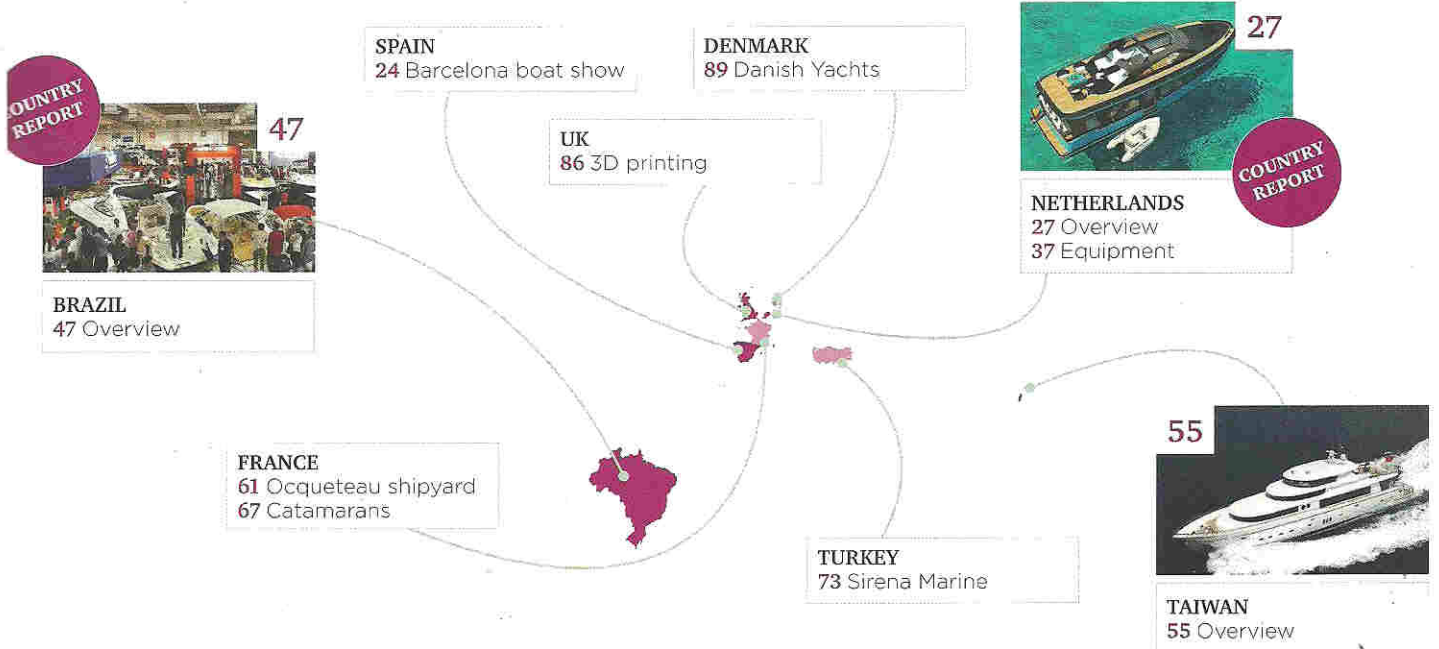 COUNTRY
REPORT
47
BRAZIL
47 Overview
SPAIN
24 Barcelona boat show
DENMARK
89 Danish Yachts
UK
86 3D printing
27
COUNTRY
REPORT
NETHERLANDS
27 Overview
37 Equipment
FRANCE
61 Ocqueteau shipyard
67 Catamarans
TURKEY
73 Sirena Marine
55
TAIWAN
55 Overview